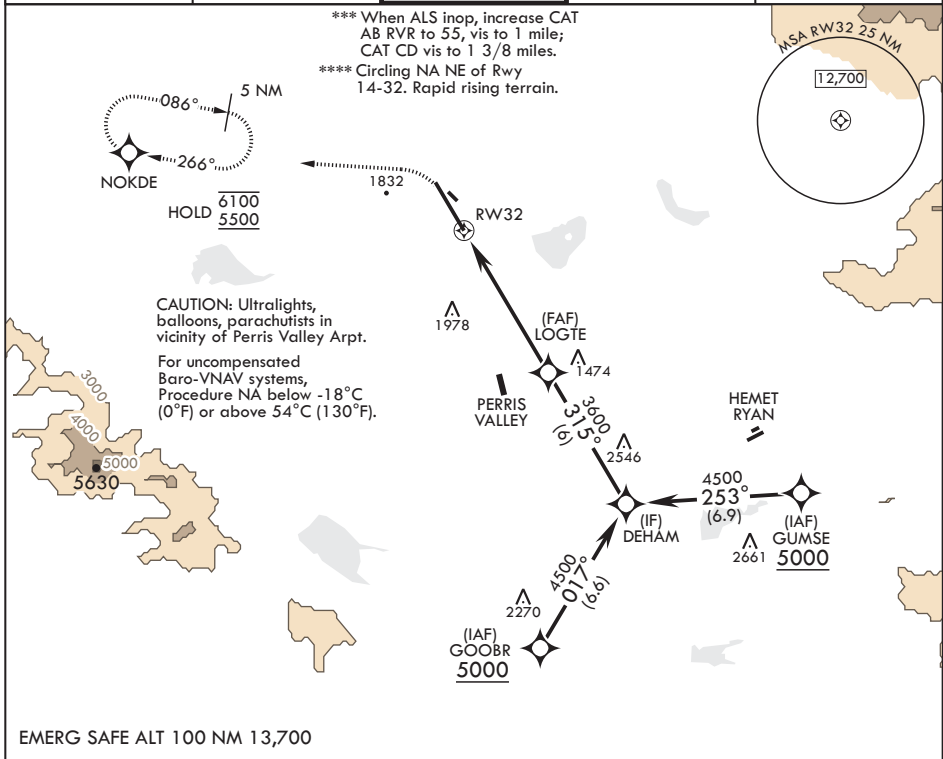 *** When ALS inop, increase CAT
AB RVR to 55, vis to 1 mile;
CAT CD vis to 1 3/8 miles.
**** Circling NA NE of Rwy
14-32. Rapid rising terrain.
MSA RW32 25 NM
12,700
086°
5 NM
266°
NOKDE
HOLD 6100
5500
1832
RW32
CAUTION: Ultralights,
balloons, parachutists in
vicinity of Perris Valley Arpt.
For uncompensated
Baro-VNAV systems,
Procedure NA below -18°C
(0°F) or above 54°C (130°F).
1978
(FAF)
LOGTE
1474
PERRIS
VALLEY
3600
315°
(6)
2546
HEMET
RYAN
3000
4000
5000
5630
4500
253°
(6.9)
(IF)
DEHAM
(IAF)
GUMSE
5000
2661
4500
017°
(6.6)
2270
(IAF)
GOOBR
5000
EMERG SAFE ALT 100 NM 13,700